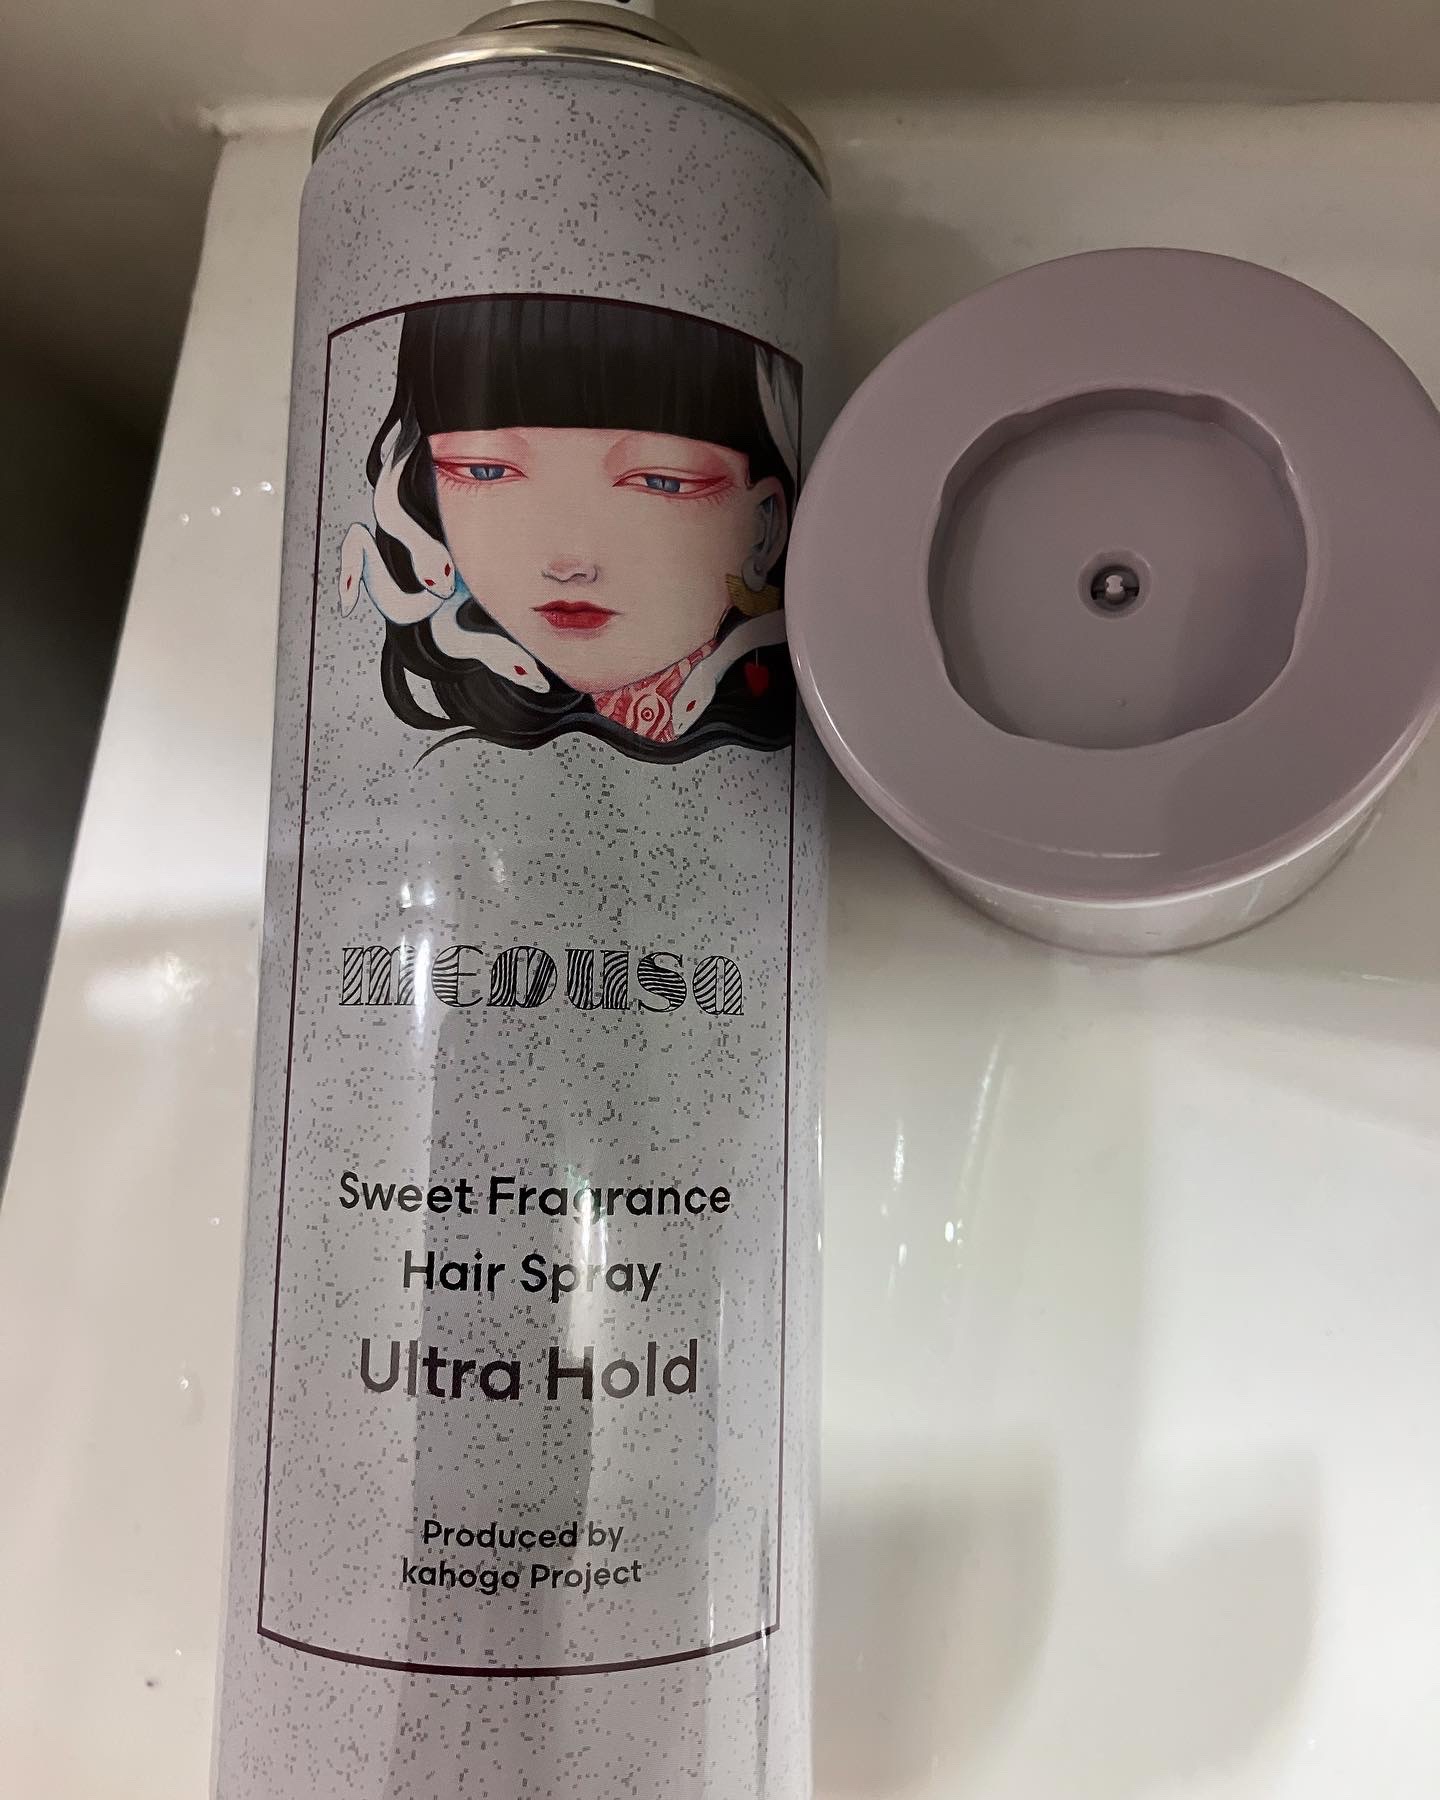 meDusa
Sweet Fragrance
Hair Spray
Ultra Hold
Produced by
kahogo Project